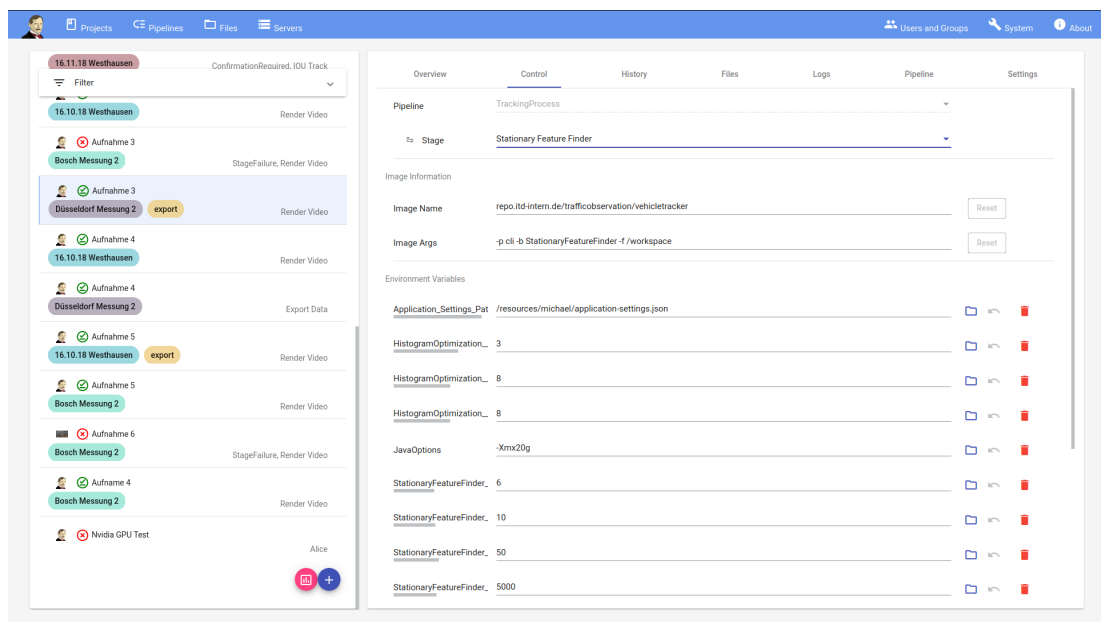 Projects Pipelines Files Servers Users and Groups System About
16.11.18 Westhausen
ConfirmationRequired, IOU Track
Filter
16.10.18 Westhausen
Render Video
Aufnahme 3
Bosch Messung 2
StageFailure, Render Video
Aufnahme 3
Düsseldorf Messung 2 export
Render Video
Aufnahme 4
16.10.18 Westhausen
Render Video
Aufnahme 4
Düsseldorf Messung 2
Export Data
Aufnahme 5
16.10.18 Westhausen export
Render Video
Aufnahme 5
Bosch Messung 2
Render Video
Aufnahme 6
Bosch Messung 2
StageFailure, Render Video
Aufname 4
Bosch Messung 2
Render Video
Nvidia GPU Test
Alice
Overview Control History Files Logs Pipeline Settings
Pipeline TrackingProcess
Stage Stationary Feature Finder
Image Information
Image Name repo.itd-intern.de/trafficobservation/vehicletracker Reset
Image Args -p cli -b StationaryFeatureFinder -f /workspace Reset
Environment Variables
Application_Settings_Pat /resources/michael/application-settings.json
HistogramOptimization_ 3
HistogramOptimization_ 8
HistogramOptimization_ 8
JavaOptions -Xmx20g
StationaryFeatureFinder_ 6
StationaryFeatureFinder_ 10
StationaryFeatureFinder_ 50
StationaryFeatureFinder_ 5000